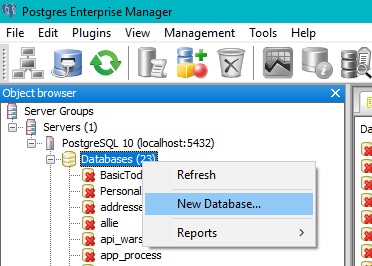 Postgres Enterprise Manager
File Edit Plugins View Management Tools Help
Object browser
Server Groups
Servers (1)
PostgreSQL 10 (localhost:5432)
Databases (23)
BasicTod
Refresh
Personal
New Database...
addresse
allie
Reports
api_wars
app_process